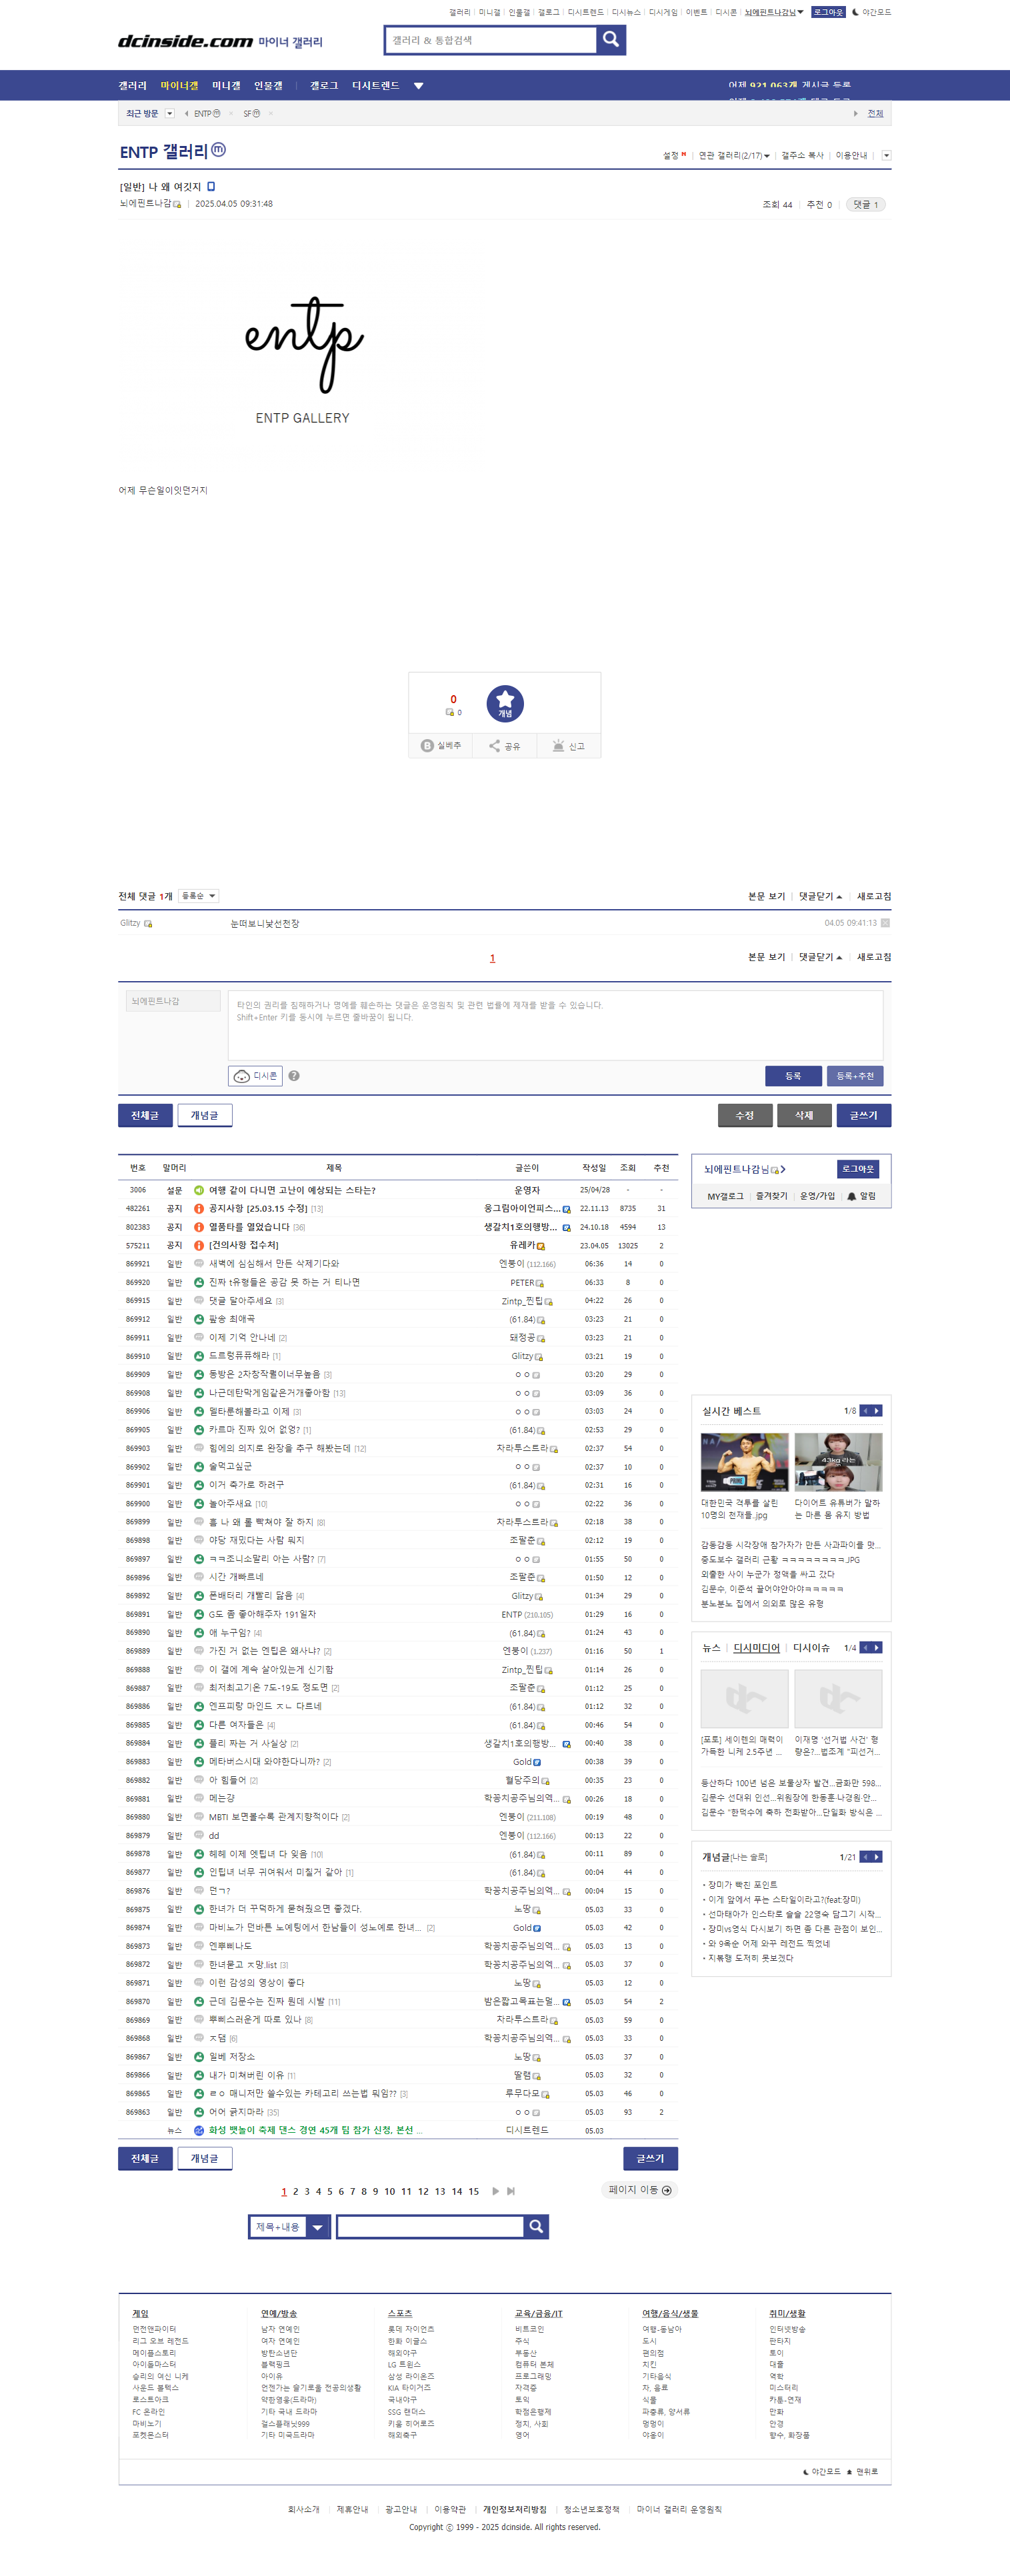 갤러리 | 미니갤 | 인물갤 | 갤로그 | 디시트렌드 | 디시뉴스 | 디시게임 | 이벤트 | 디시콘 | 뇌에핀트나감님 로그아웃 야간모드
dcinside.com 마이너 갤러리
갤러리 & 통합검색
갤러리 마이너갤 미니갤 인물갤 | 갤로그 디시트렌드
어제 921,063개 게시글 등록
최근 방문 ENTPⓜ × SFⓜ × 전체
ENTP 갤러리ⓜ
설정 | 연관 갤러리(2/17) | 갤주소 복사 | 이용안내
[일반] 나 왜 여깃지
뇌에핀트나감 | 2025.04.05 09:31:48
조회 44 | 추천 0 | 댓글 1
entp
ENTP GALLERY
어제 무슨일이잇던거지
0
0
개념
실베추 공유 신고
전체 댓글 1개 등록순
본문 보기 | 댓글닫기 | 새로고침
Glitzy 눈떠보니낯선천장 04.05 09:41:13
1
본문 보기 | 댓글닫기 | 새로고침
뇌에핀트나감
타인의 권리를 침해하거나 명예를 훼손하는 댓글은 운영원칙 및 관련 법률에 제재를 받을 수 있습니다.
Shift+Enter 키를 동시에 누르면 줄바꿈이 됩니다.
디시콘 등록 등록+추천
전체글 개념글 수정 삭제 글쓰기
번호 말머리 제목 글쓴이 작성일 조회 추천
3006 설문 여행 같이 다니면 고난이 예상되는 스타는? 운영자 25/04/28 - -
482261 공지 공지사항 [25.03.15 수정] [13] 웅그림아이언피스... 22.11.13 8735 31
802383 공지 열품타를 열었습니다 [36] 생갈치1호의행방... 24.10.18 4594 13
575211 공지 [건의사항 접수처] 유레카 23.04.05 13025 2
869921 일반 새벽에 심심해서 만든 삭제기다와 엔붕이 (112.166) 06:36 14 0
869920 일반 진짜 t유형들은 공감 못 하는 거 티나면 PETER 06:33 8 0
869915 일반 댓글 달아주세요 [3] Zintp_찐팁 04:22 26 0
869912 일반 팔송 최애곡 (61.84) 03:23 21 0
869911 일반 이제 기억 안나네 [2] 돼정공 03:23 21 0
869910 일반 드르렁퓨퓨해라 [1] Glitzy 03:21 19 0
869909 일반 동방은 2차창작퀄이너무높음 [3] ㅇㅇ 03:20 29 0
869908 일반 나근데탄막게임같은거개좋아함 [13] ㅇㅇ 03:09 36 0
869906 일반 델타룬해볼라고 이제 [3] ㅇㅇ 03:03 24 0
869905 일반 카르마 진짜 있어 없엉? [1] (61.84) 02:53 29 0
869903 일반 힘에의 의지로 환장을 추구 해봤는데 [12] 자라투스트라 02:37 54 0
869902 일반 술먹고싶군 ㅇㅇ 02:37 10 0
869901 일반 이거 축가로 하려구 (61.84) 02:31 16 0
869900 일반 놀아주새요 [10] ㅇㅇ 02:22 36 0
869899 일반 흠 나 왜 롤 빡쳐야 잘 하지 [8] 자라투스트라 02:18 38 0
869898 일반 야당 재밌다는 사람 뭐지 조팔춘 02:12 19 0
869897 일반 ㅋㅋ조니소말리 아는 사람? [7] ㅇㅇ 01:55 50 0
869896 일반 시간 개빠르네 조팔춘 01:50 12 0
869892 일반 폰배터리 개빨리 닳음 [4] Glitzy 01:34 29 0
869891 일반 G도 좀 좋아해주자 191일차 ENTP (210.105) 01:29 16 0
869890 일반 얘 누구임? [4] (61.84) 01:24 43 0
869889 일반 가진 거 없는 엔팁은 왜사냐? [2] 엔붕이 (1.237) 01:16 50 1
869888 일반 이 갤에 계속 살아있는게 신기함 Zintp_찐팁 01:14 26 0
869887 일반 최저최고기온 7도-19도 정도면 [2] 조팔춘 01:12 25 0
869886 일반 엔프피랑 마인드 ㅈㄴ 다르네 (61.84) 01:12 32 0
869885 일반 다른 여자들은 [4] (61.84) 00:46 54 0
869884 일반 플리 짜는 거 사실상 [2] 생갈치1호의행방... 00:40 38 0
869883 일반 메타버스시대 와야한다니까? [2] Gold 00:38 39 0
869882 일반 아 힘들어 [2] 혈당주의 00:35 23 0
869881 일반 메는걍 학꽁치공주님의역... 00:26 18 0
869880 일반 MBTI 보면볼수록 관계지향적이다 [2] 엔붕이 (211.108) 00:19 48 0
869879 일반 dd 엔붕이 (112.166) 00:13 22 0
869878 일반 헤헤 이제 엣팁녀 다 잊음 [10] (61.84) 00:11 89 0
869877 일반 인팁녀 너무 귀여워서 미칠거 같아 [1] (61.84) 00:04 44 0
869876 일반 던ㄱ? 학꽁치공주님의역... 00:04 15 0
869875 일반 한녀가 더 꾸덕하게 묻혀줬으면 좋겠다. 노땅 05.03 33 0
869874 일반 마비노가 던바튼 노예팅에서 한남들이 성노예로 한녀... [2] Gold 05.03 42 0
869873 일반 엔뿌삐나도 학꽁치공주님의역... 05.03 13 0
869872 일반 한녀묻고 ㅈ망.list [3] 학꽁치공주님의역... 05.03 37 0
869871 일반 이런 감성의 영상이 좋다 노땅 05.03 12 0
869870 일반 근데 김문수는 진짜 뭔데 시발 [11] 밤은짧고목표는멀... 05.03 54 2
869869 일반 뿌삐스러운게 따로 있나 [8] 자라투스트라 05.03 59 0
869868 일반 ㅈ댐 [6] 학꽁치공주님의역... 05.03 33 0
869867 일반 일베 저장소 노땅 05.03 37 0
869866 일반 내가 미쳐버린 이유 [1] 딸램 05.03 32 0
869865 일반 ㄹㅇ 매니저만 쓸수있는 카테고리 쓰는법 뭐임?? [3] 루무다모 05.03 46 0
869863 일반 어어 긁지마라 [35] ㅇㅇ 05.03 93 2
뉴스 화성 뱃놀이 축제 댄스 경연 45개 팀 참가 신청, 본선 ... 디시트렌드 05.03
전체글 개념글 글쓰기
1 2 3 4 5 6 7 8 9 10 11 12 13 14 15
페이지 이동
제목+내용
뇌에핀트나감님 로그아웃
MY갤로그 | 즐겨찾기 | 운영/가입 | 알림
실시간 베스트 1/8
43kg 라는
대한민국 격투를 살린 10명의 천재들.jpg
다이어트 유튜버가 말하는 마른 몸 유지 방법
감동감동 시각장애 참가자가 만든 사과파이를 맛...
중도보수 갤러리 근황 ㅋㅋㅋㅋㅋㅋㅋㅋ.JPG
외출한 사이 누군가 정액을 싸고 갔다
김문수, 이준석 끌어야안아야ㅋㅋㅋㅋㅋ
분노분노 집에서 의외로 많은 유형
뉴스 | 디시미디어 | 디시이슈 1/4
[포토] 세이렌의 매력이 가득한 니케 2.5주년 ...
이재명 '선거법 사건' 형량은?...법조계 "피선거...
등산하다 100년 넘은 보물상자 발견...금화만 598...
김문수 선대위 인선...위원장에 한동훈·나경원·안...
김문수 "한덕수에 축하 전화받아...단일화 방식은 ...
개념글[나는 솔로] 1/21
장미가 빡친 포인트
이게 앞에서 푸는 스타일이라고?(feat.장미)
선마태아가 인스타로 슬슬 22영숙 담그기 시작...
장미vs영식 다시보기 하면 좀 다른 관점이 보인...
와 9옥순 어제 와꾸 레전드 찍었네
지볶행 도저히 못보겠다
게임
던전앤파이터
리그 오브 레전드
메이플스토리
아이돌마스터
승리의 여신 니케
사운드 볼텍스
로스트아크
FC 온라인
마비노기
포켓몬스터
연예/방송
남자 연예인
여자 연예인
방탄소년단
블랙핑크
아이유
언젠가는 슬기로울 전공의생활
약한영웅(드라마)
기타 국내 드라마
걸스플래닛999
기타 미국드라마
스포츠
롯데 자이언츠
한화 이글스
해외야구
LG 트윈스
삼성 라이온즈
KIA 타이거즈
국내야구
SSG 랜더스
키움 히어로즈
해외축구
교육/금융/IT
비트코인
주식
부동산
컴퓨터 본체
프로그래밍
자격증
토익
학점은행제
정치, 사회
영어
여행/음식/생물
여행-동남아
도시
편의점
치킨
기타음식
차, 음료
식물
파충류, 양서류
멍멍이
야옹이
취미/생활
인터넷방송
판타지
토이
대출
역학
미스터리
카툰-연재
만화
안경
향수, 화장품
야간모드 맨위로
회사소개 | 제휴안내 | 광고안내 | 이용약관 | 개인정보처리방침 | 청소년보호정책 | 마이너 갤러리 운영원칙
Copyright ⓒ 1999 - 2025 dcinside. All rights reserved.